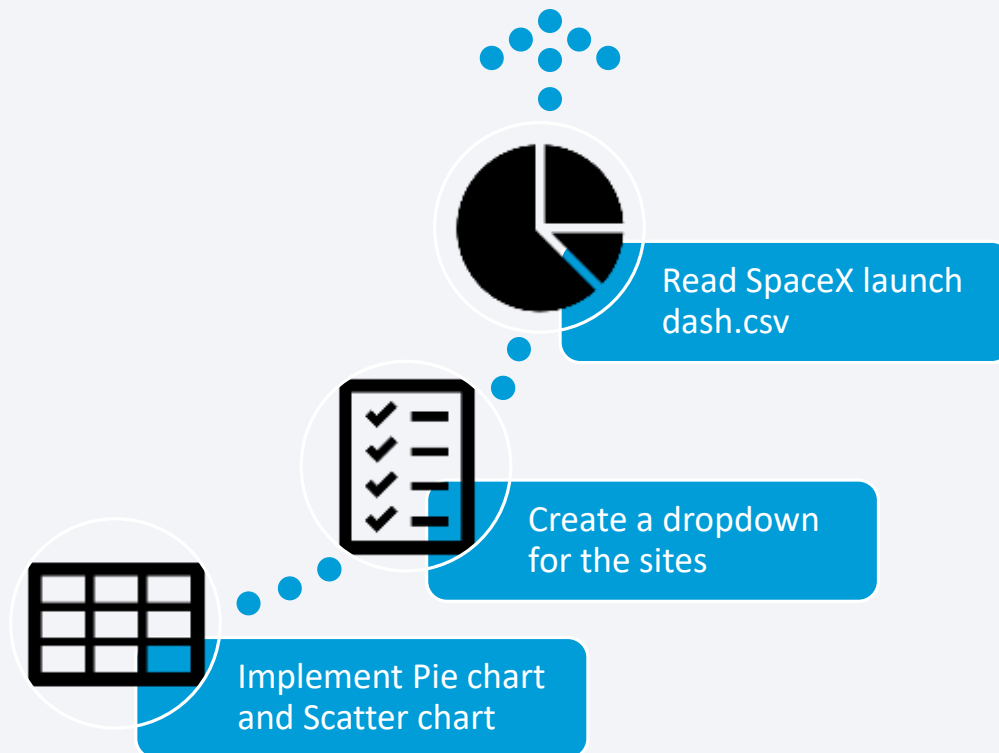 Read SpaceX launch
dash.csv
Create a dropdown
for the sites
Implement Pie chart
and Scatter chart